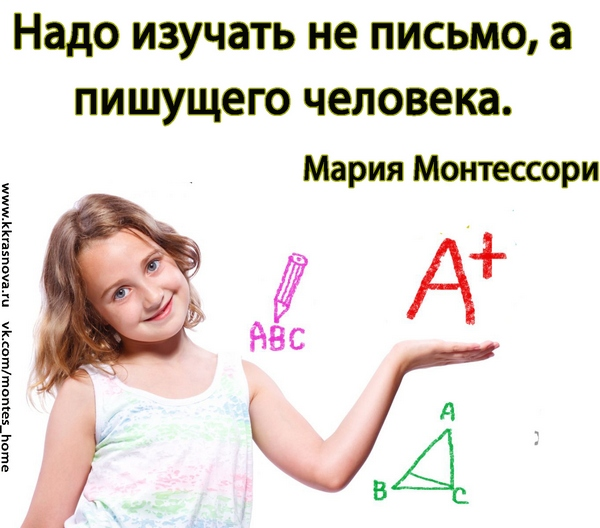 Надо изучать не письмо, а
пишущего человека.
Мария Монтессори
www.kkrasnova.ru vk.com/montes_home
A+
ABC
A
B C